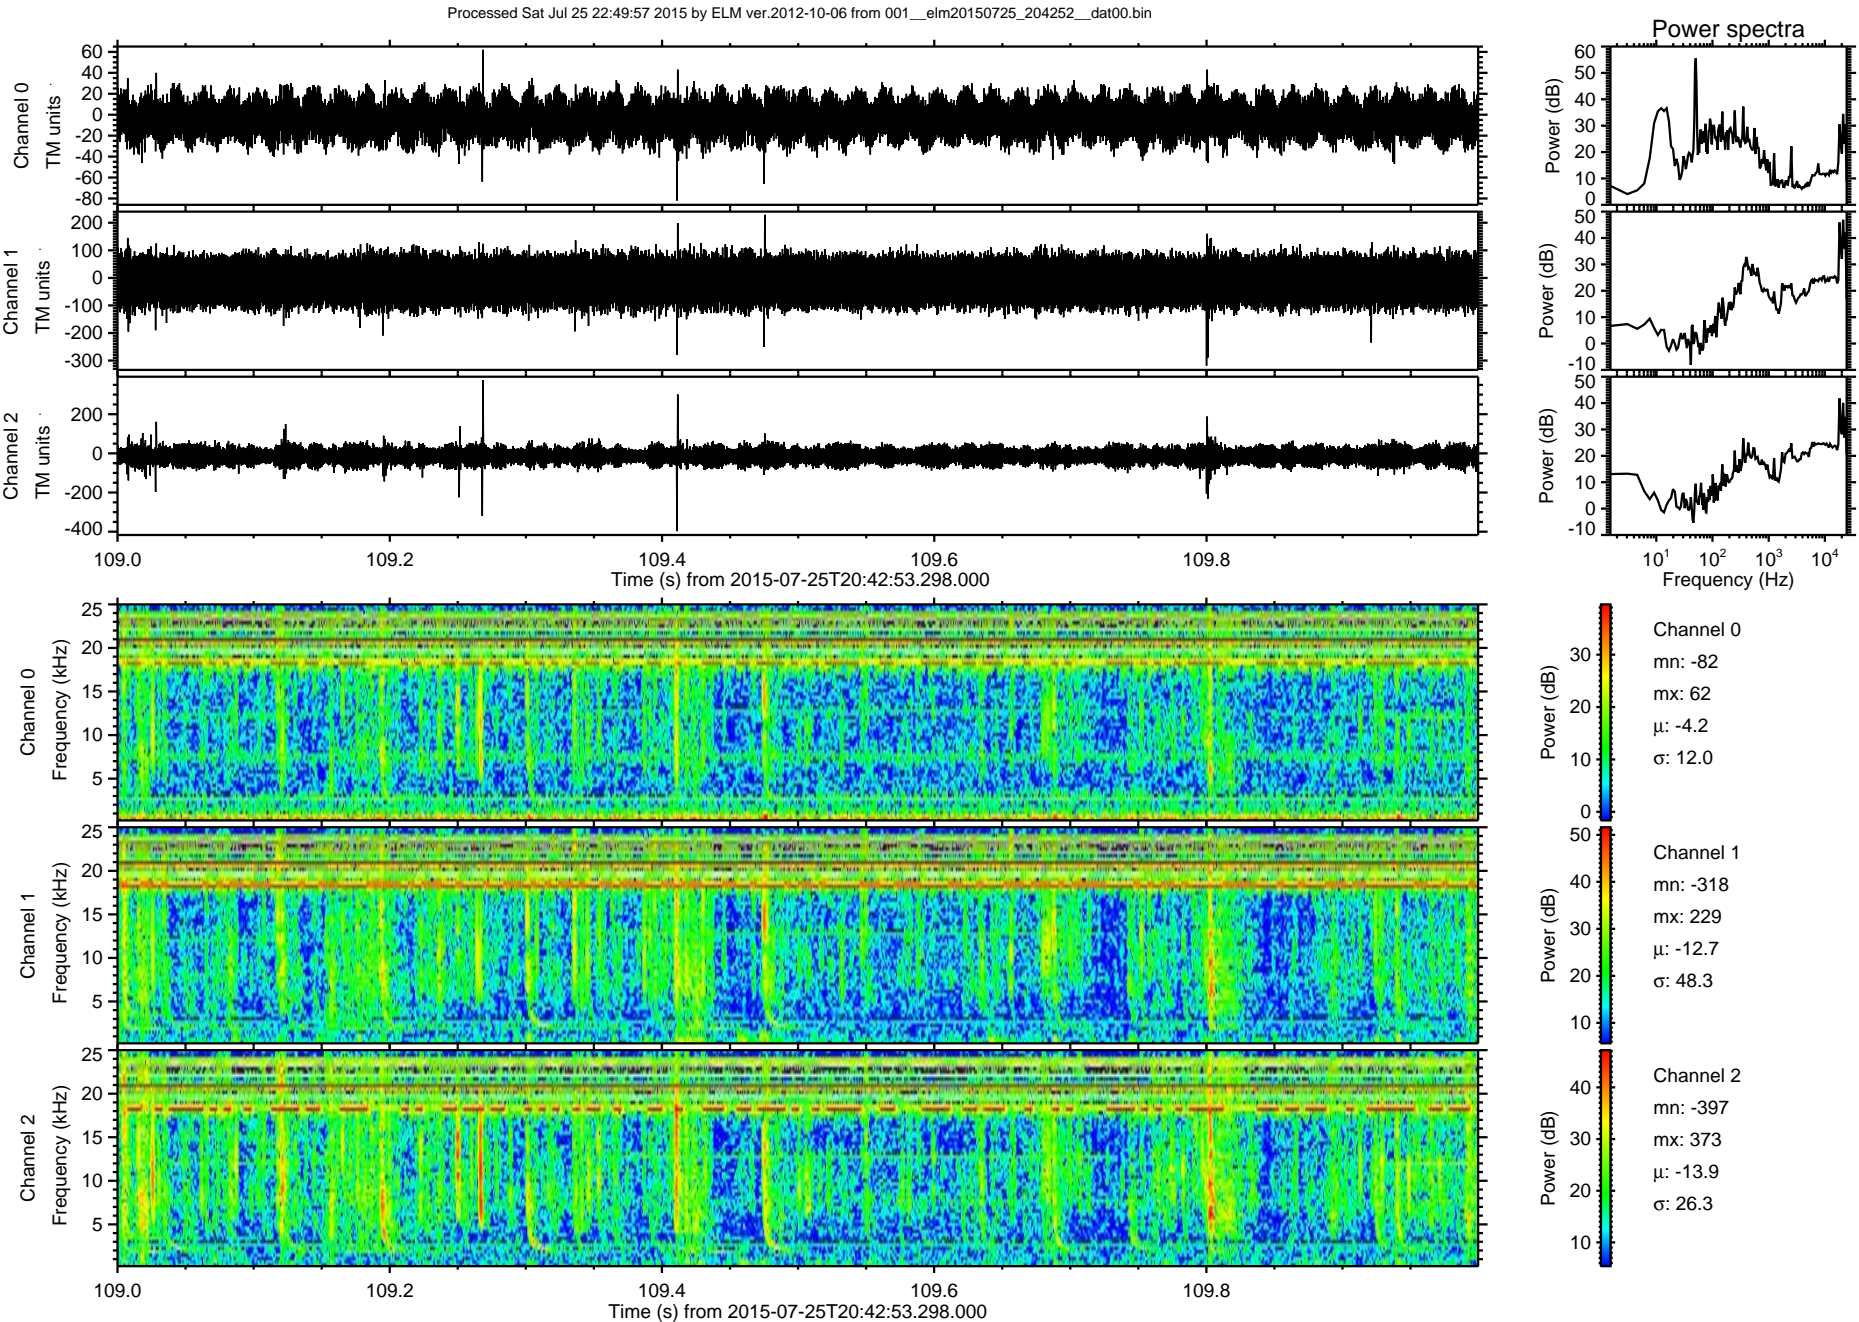 Processed Sat Jul 25 22:49:57 2015 by ELM ver.2012-10-06 from 001__elm20150725_204252__dat00.bin
Power spectra
Channel 0
TM units
60
40
20
0
-20
-40
-60
-80
Power (dB)
60
50
40
30
20
10
0
Channel 1
TM units
200
100
0
-100
-200
-300
Power (dB)
50
40
30
20
10
0
-10
Channel 2
TM units
200
0
-200
-400
Power (dB)
50
40
30
20
10
0
-10
109.0 109.2 109.4 109.6 109.8
Time (s) from 2015-07-25T20:42:53.298.000
10^1 10^2 10^3 10^4
Frequency (Hz)
Channel 0
Frequency (kHz)
25
20
15
10
5
Power (dB)
30
20
10
0
Channel 0
mn: -82
mx: 62
μ: -4.2
σ: 12.0
Channel 1
Frequency (kHz)
25
20
15
10
5
Power (dB)
50
40
30
20
10
Channel 1
mn: -318
mx: 229
μ: -12.7
σ: 48.3
Channel 2
Frequency (kHz)
25
20
15
10
5
Power (dB)
40
30
20
10
Channel 2
mn: -397
mx: 373
μ: -13.9
σ: 26.3
109.0 109.2 109.4 109.6 109.8
Time (s) from 2015-07-25T20:42:53.298.000